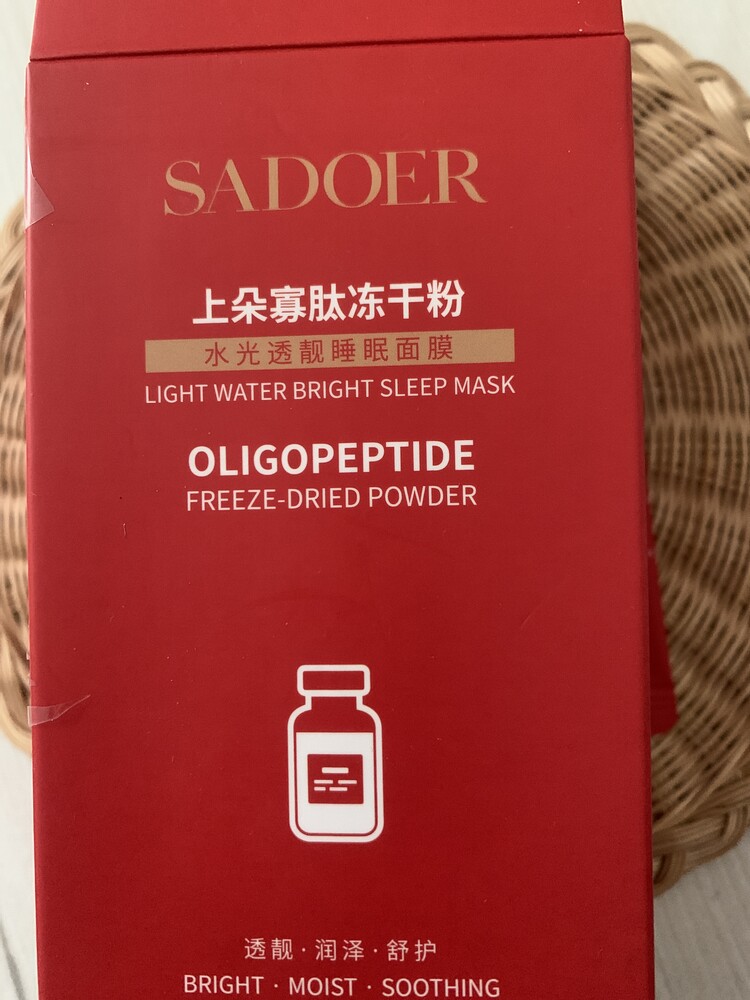 SADOER
上朵寡肽冻干粉
水光透靓睡眠面膜
LIGHT WATER BRIGHT SLEEP MASK
OLIGOPEPTIDE
FREEZE-DRIED POWDER
透靓·润泽·舒护
BRIGHT · MOIST · SOOTHING